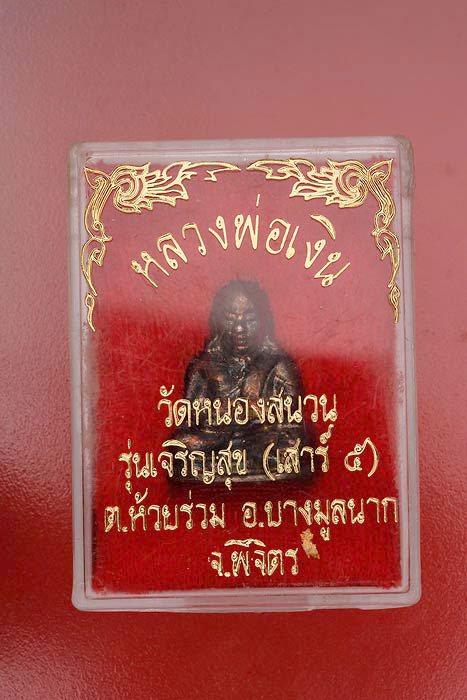 หลวงพ่อเงิน
วัดหนองสนวน
รุ่นเจริญสุข (เสาร์ ๕)
ต.ห้วยร่วม อ.บางมูลนาก
จ.พิจิตร